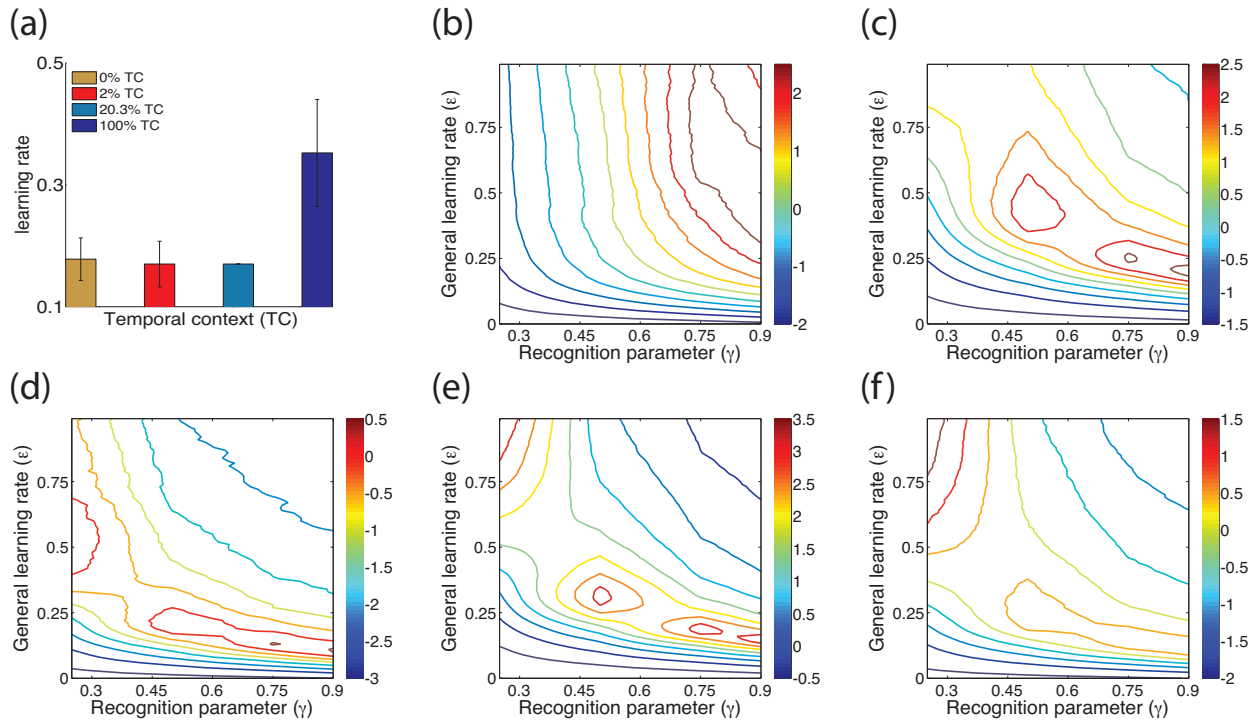 (a)
0.5
0.3
0.1
learning rate
0% TC
2% TC
20.3% TC
100% TC
Temporal context (TC)
(b)
General learning rate (ε)
0.75
0.5
0.25
0
0.3 0.45 0.6 0.75 0.9
Recognition parameter (γ)
2
1
0
-1
-2
(c)
General learning rate (ε)
0.75
0.5
0.25
0
0.3 0.45 0.6 0.75 0.9
Recognition parameter (γ)
2.5
2
1.5
1
0.5
0
-0.5
-1
-1.5
(d)
General learning rate (ε)
0.75
0.5
0.25
0
0.3 0.45 0.6 0.75 0.9
Recognition parameter (γ)
0.5
0
-0.5
-1
-1.5
-2
-2.5
-3
(e)
General learning rate (ε)
0.75
0.5
0.25
0
0.3 0.45 0.6 0.75 0.9
Recognition parameter (γ)
3.5
3
2.5
2
1.5
1
0.5
0
-0.5
(f)
General learning rate (ε)
0.75
0.5
0.25
0
0.3 0.45 0.6 0.75 0.9
Recognition parameter (γ)
1.5
1
0.5
0
-0.5
-1
-1.5
-2